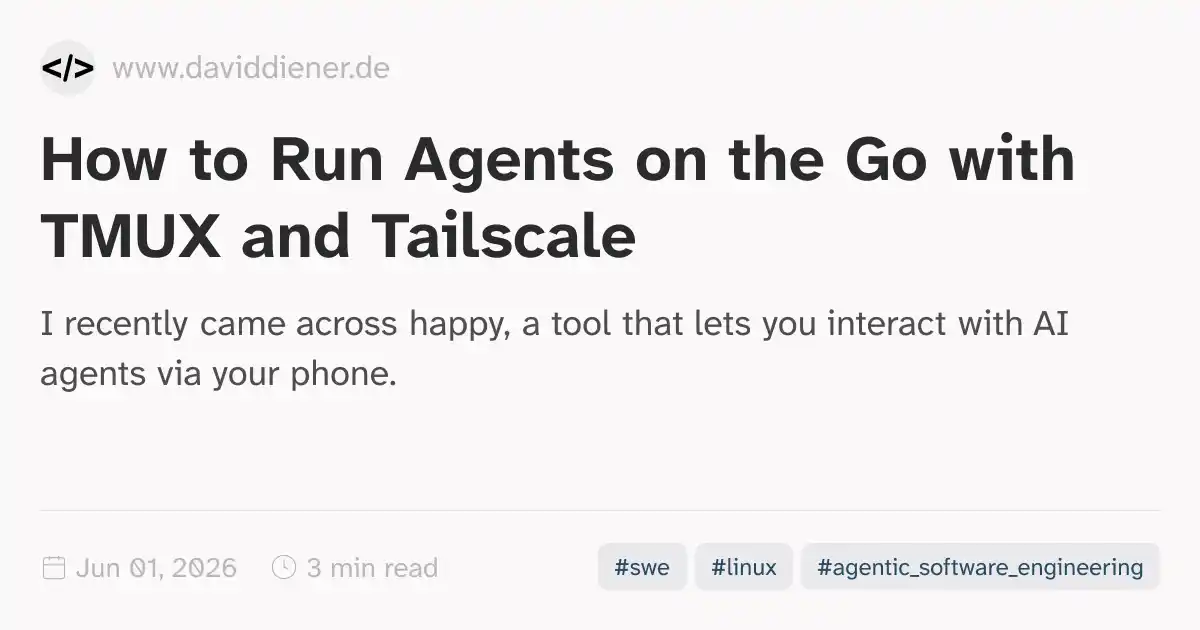 </> www.daviddiener.de
How to Run Agents on the Go with
TMUX and Tailscale
I recently came across happy, a tool that lets you interact with AI
agents via your phone.
Jun 01, 2026 3 min read #swe #linux #agentic_software_engineering